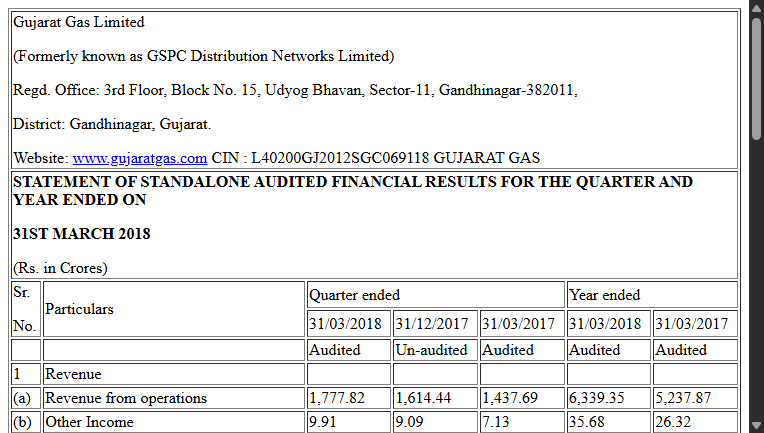 Gujarat Gas Limited
(Formerly known as GSPC Distribution Networks Limited)
Regd. Office: 3rd Floor, Block No. 15, Udyog Bhavan, Sector-11, Gandhinagar-382011,
District: Gandhinagar, Gujarat.
Website: www.gujaratgas.com CIN : L40200GJ2012SGC069118 GUJARAT GAS
STATEMENT OF STANDALONE AUDITED FINANCIAL RESULTS FOR THE QUARTER AND
YEAR ENDED ON
31ST MARCH 2018
(Rs. in Crores)
Sr. No. Particulars Quarter ended Year ended
31/03/2018 31/12/2017 31/03/2017 31/03/2018 31/03/2017
Audited Un-audited Audited Audited Audited
1 Revenue
(a) Revenue from operations 1,777.82 1,614.44 1,437.69 6,339.35 5,237.87
(b) Other Income 9.91 9.09 7.13 35.68 26.32